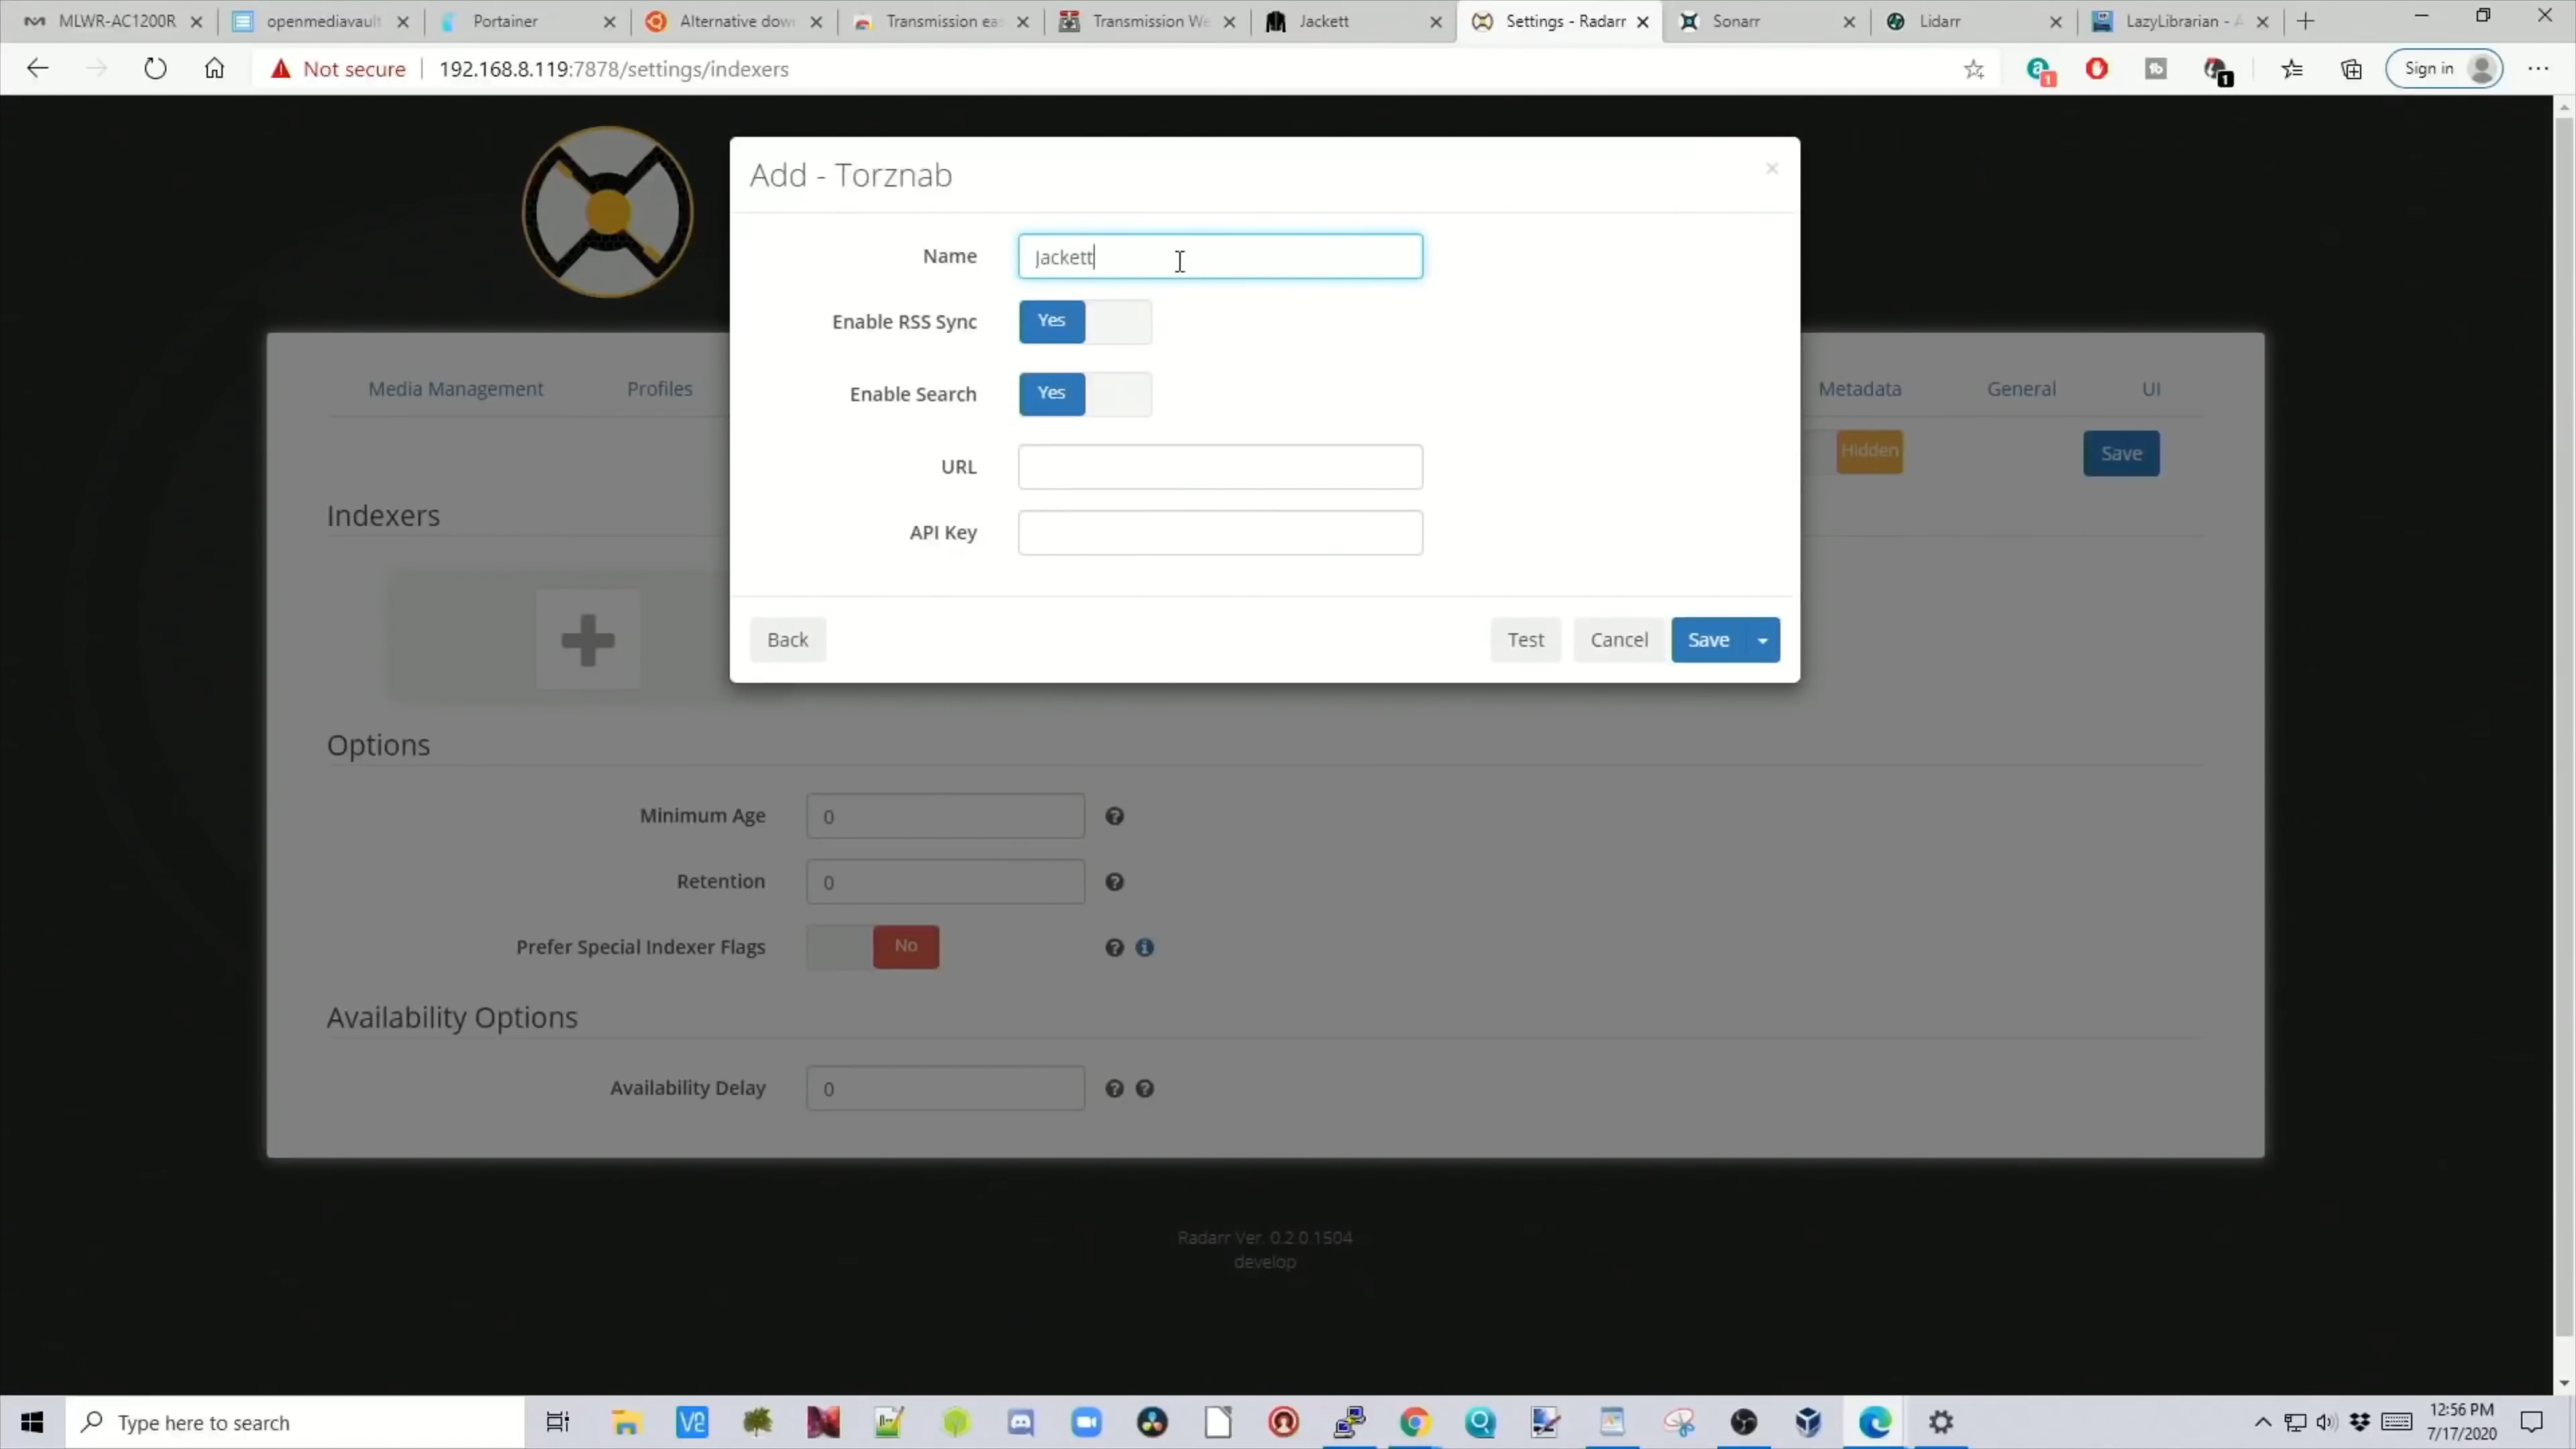 MLWR-AC1200R
openmediavault
Portainer
Alternative dow
Transmission ea
Transmission We
Jackett
Settings - Radarr
Sonarr
Lidarr
LazyLibrarian - A
Not secure
192.168.8.119:7878/settings/indexers
Sign in
Add - Torznab
Name
Jackett
Enable RSS Sync
Yes
Enable Search
Yes
URL
API Key
Back
Test
Cancel
Save
Media Management
Profiles
Metadata
General
UI
Hidden
Save
Indexers
Options
Minimum Age
0
Retention
0
Prefer Special Indexer Flags
No
Availability Options
Availability Delay
0
Radarr Ver. 0.2.0.1504
develop
Type here to search
12:56 PM
7/17/2020